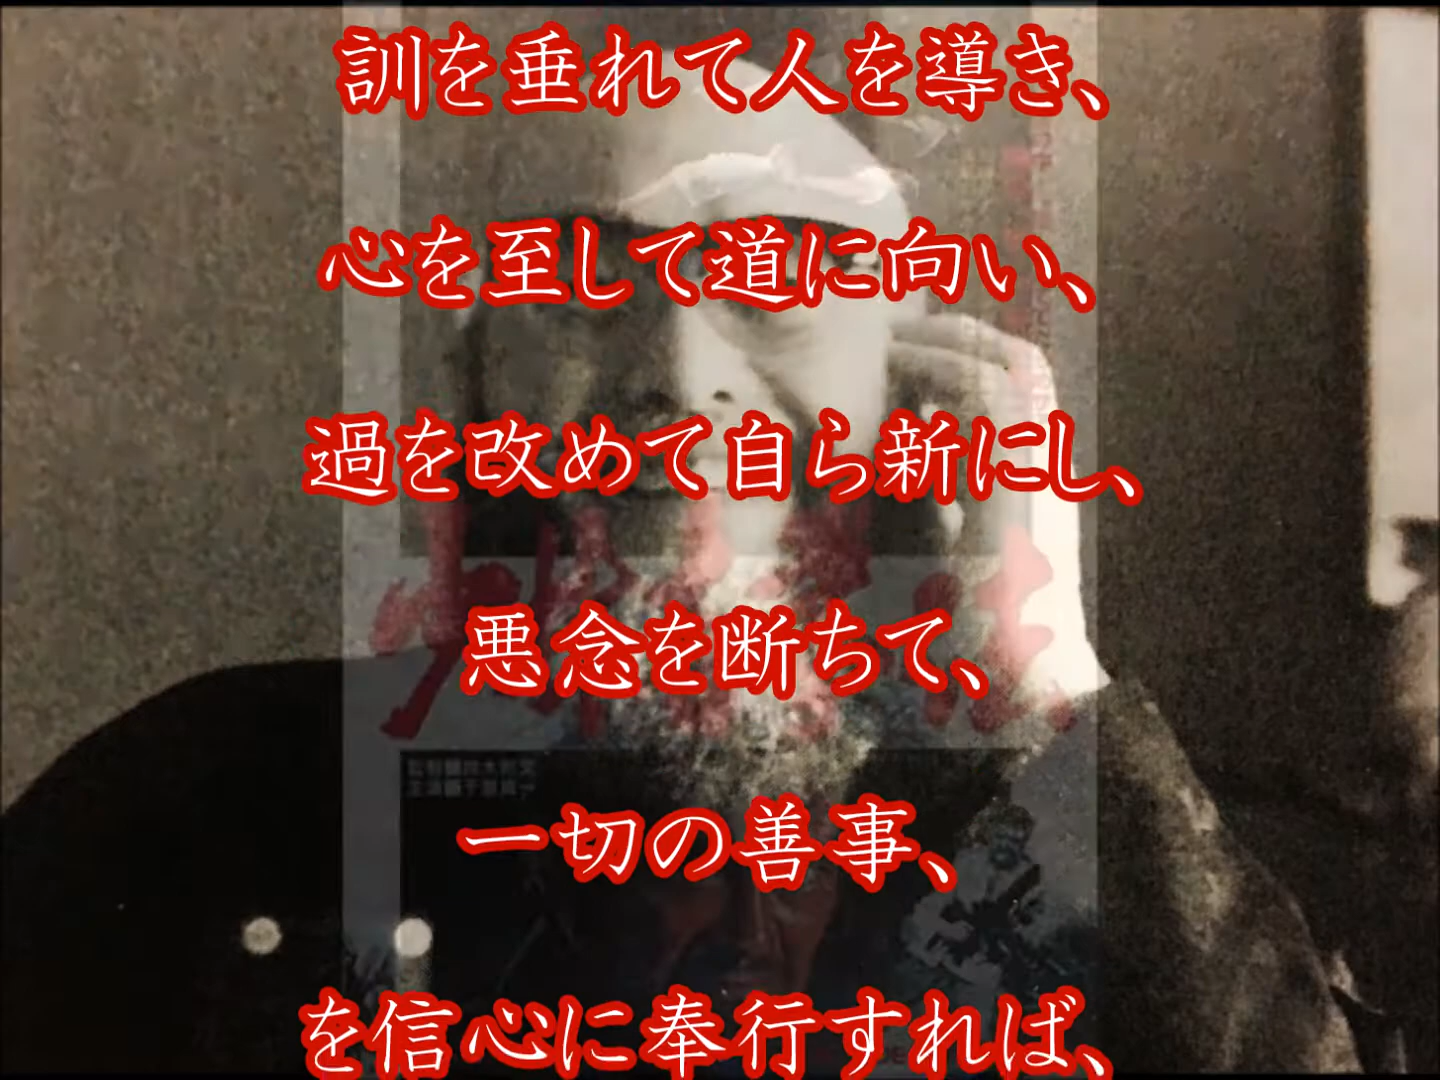 訓を垂れて人を導き、
心を至して道に向い、
過を改めて自ら新にし、
悪念を断ちて、
一切の善事、
を信心に奉行すれば、